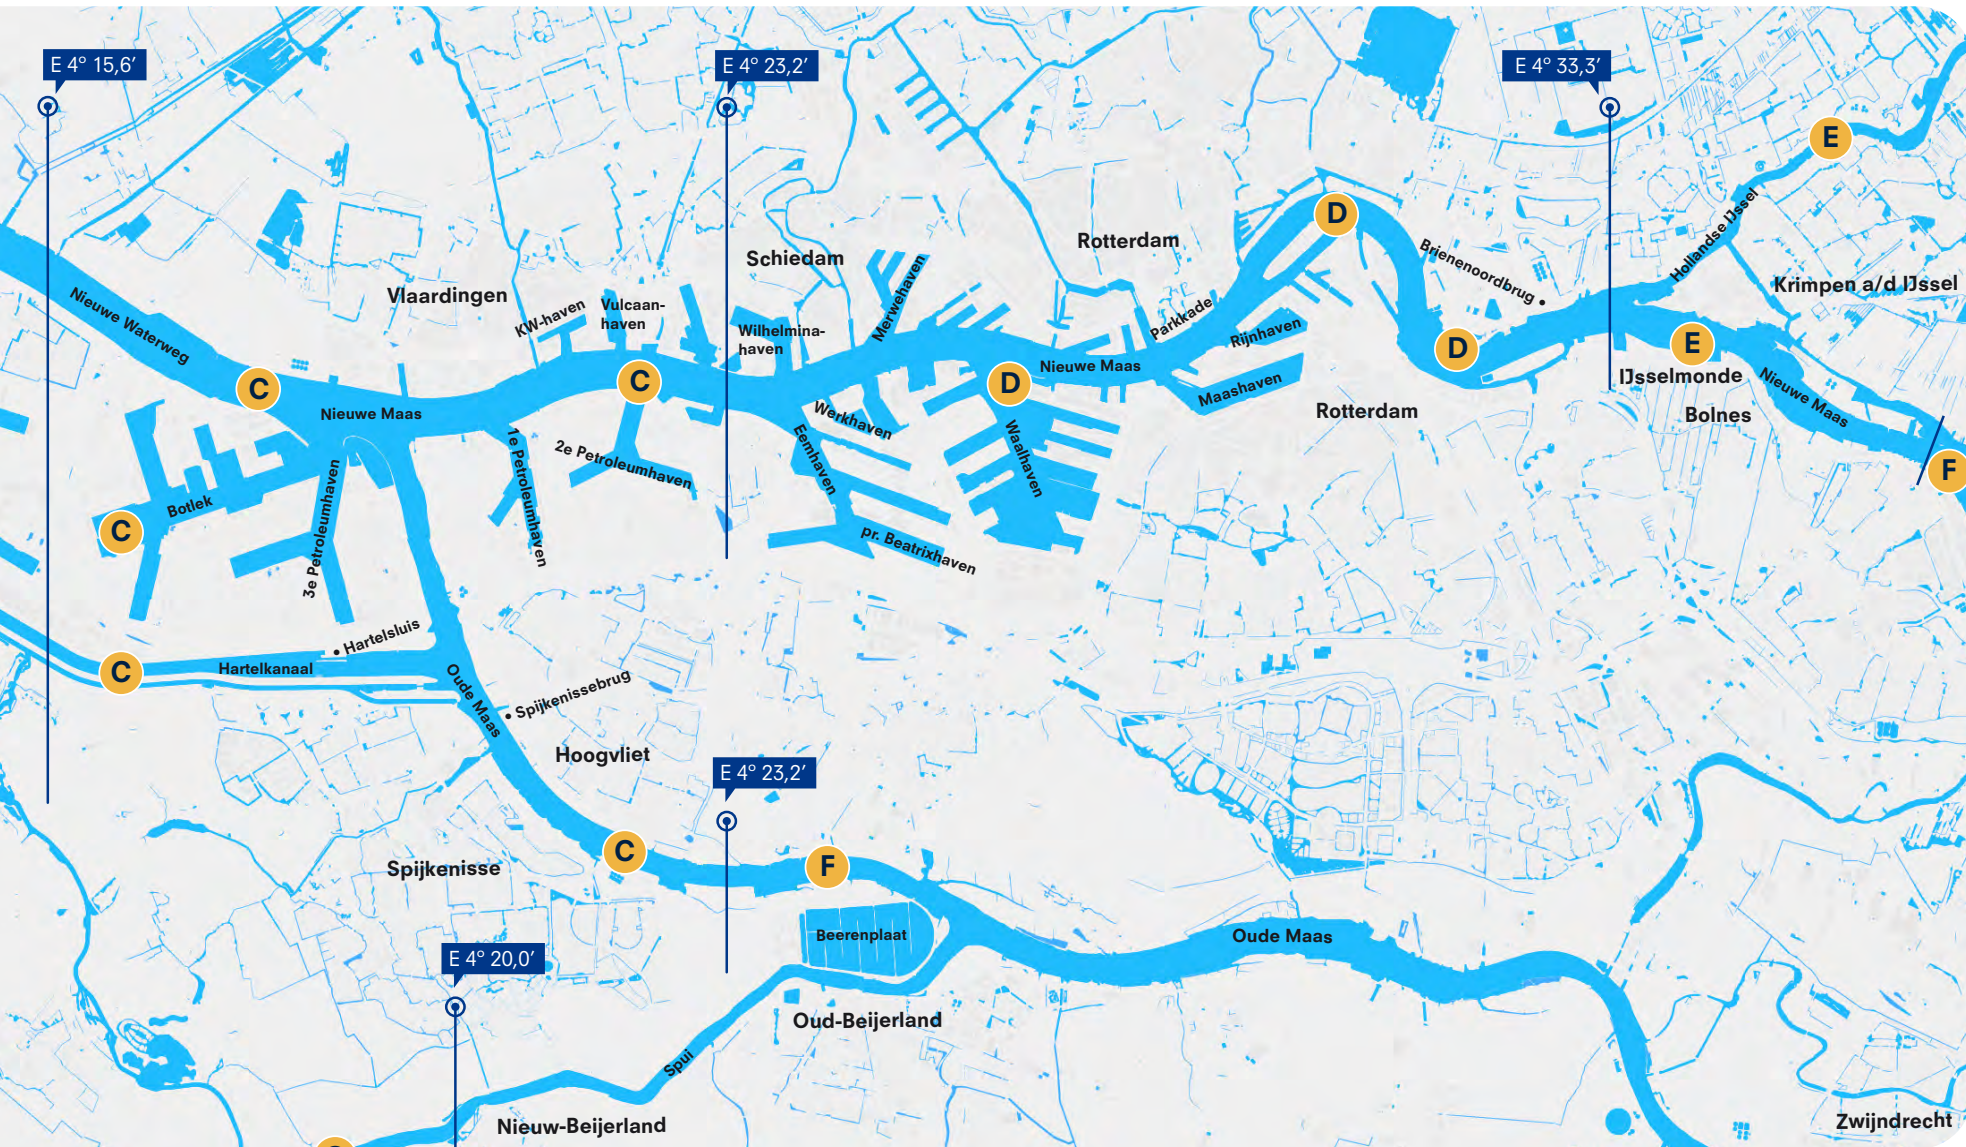 E 4° 15,6’
E 4° 23,2’
E 4° 33,3’
E
Hollandse IJssel
D
Rotterdam
Schiedam
Brienenoordbrug
Krimpen a/d IJssel
Vlaardingen
KW-haven
Vulcaan-
haven
Merwehaven
Wilhelmina-
haven
Parkkade
Rijnhaven
Nieuwe Waterweg
C
C
D
Nieuwe Maas
Maashaven
D
E
IJsselmonde
Nieuwe Maas
Bolnes
Rotterdam
Nieuwe Maas
Werkhaven
Eemhaven
Waalhaven
1e Petroleumhaven
2e Petroleumhaven
F
Botlek
C
3e Petroleumhaven
pr. Beatrixhaven
Hartelsluis
C
Hartelkanaal
Oude Maas
Spijkenissebrug
Hoogvliet
E 4° 23,2’
C
F
Spijkenisse
Beerenplaat
Oude Maas
E 4° 20,0’
Oud-Beijerland
Spui
Nieuw-Beijerland
Zwijndrecht